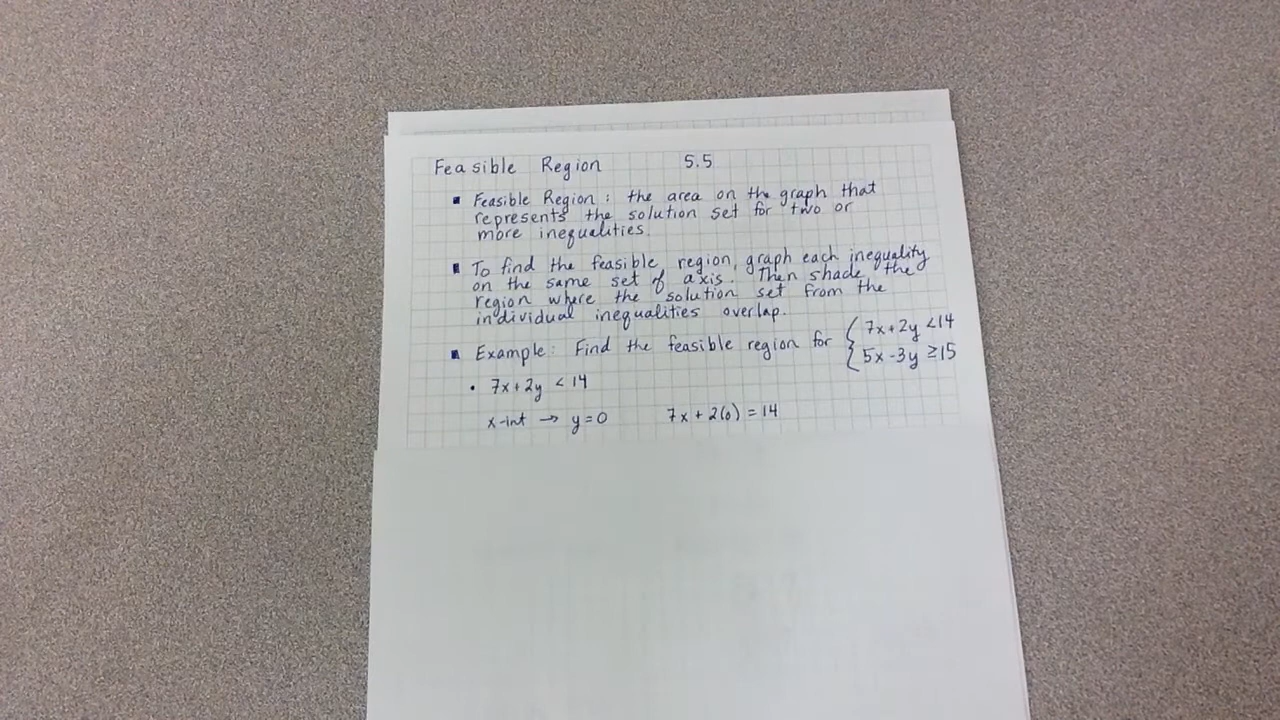 Feasible Region 5.5
▪ Feasible Region: the area on the graph that
represents the solution set for two or
more inequalities.
▪ To find the feasible region, graph each inequality
on the same set of axis. Then shade the
region where the solution set from the
individual inequalities overlap.
▪ Example: Find the feasible region for { 7x+2y <14
5x-3y ≥15
• 7x+2y < 14
x-int → y=0 7x+2(0) = 14